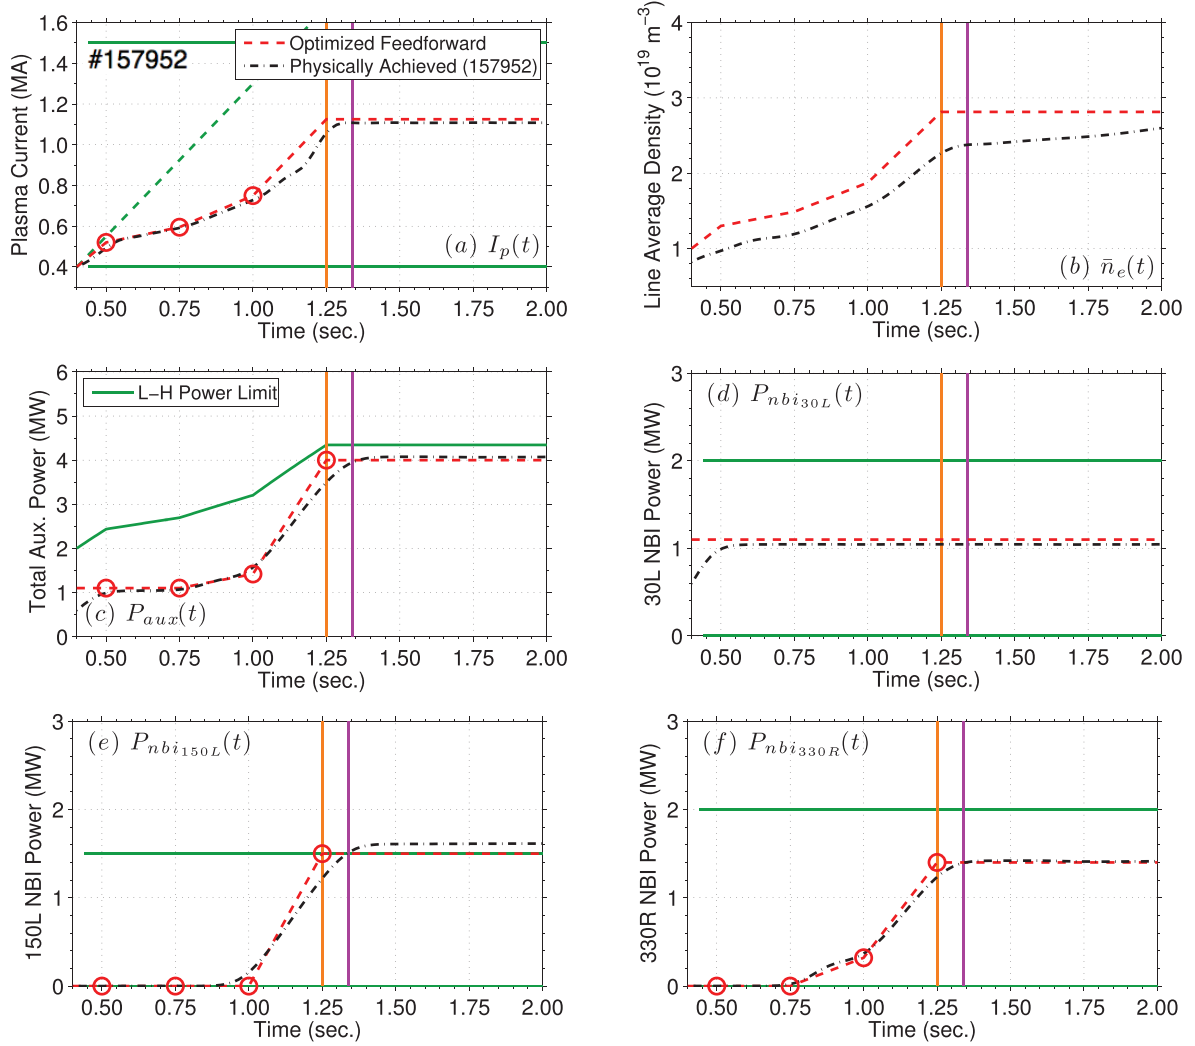 Plasma Current (MA)
1.6
1.4
1.2
1.0
0.8
0.6
0.4
#157952
Optimized Feedforward
Physically Achieved (157952)
(a) I_p(t)
0.50 0.75 1.00 1.25 1.50 1.75 2.00
Time (sec.)
Line Average Density (10^19 m^−3)
4
3
2
1
(b) n̄_e(t)
0.50 0.75 1.00 1.25 1.50 1.75 2.00
Time (sec.)
Total Aux. Power (MW)
6
5
4
3
2
1
0
L−H Power Limit
(c) P_aux(t)
0.50 0.75 1.00 1.25 1.50 1.75 2.00
Time (sec.)
30L NBI Power (MW)
3
2
1
0
(d) P_nbi_30L(t)
0.50 0.75 1.00 1.25 1.50 1.75 2.00
Time (sec.)
150L NBI Power (MW)
3
2
1
0
(e) P_nbi_150L(t)
0.50 0.75 1.00 1.25 1.50 1.75 2.00
Time (sec.)
330R NBI Power (MW)
3
2
1
0
(f) P_nbi_330R(t)
0.50 0.75 1.00 1.25 1.50 1.75 2.00
Time (sec.)